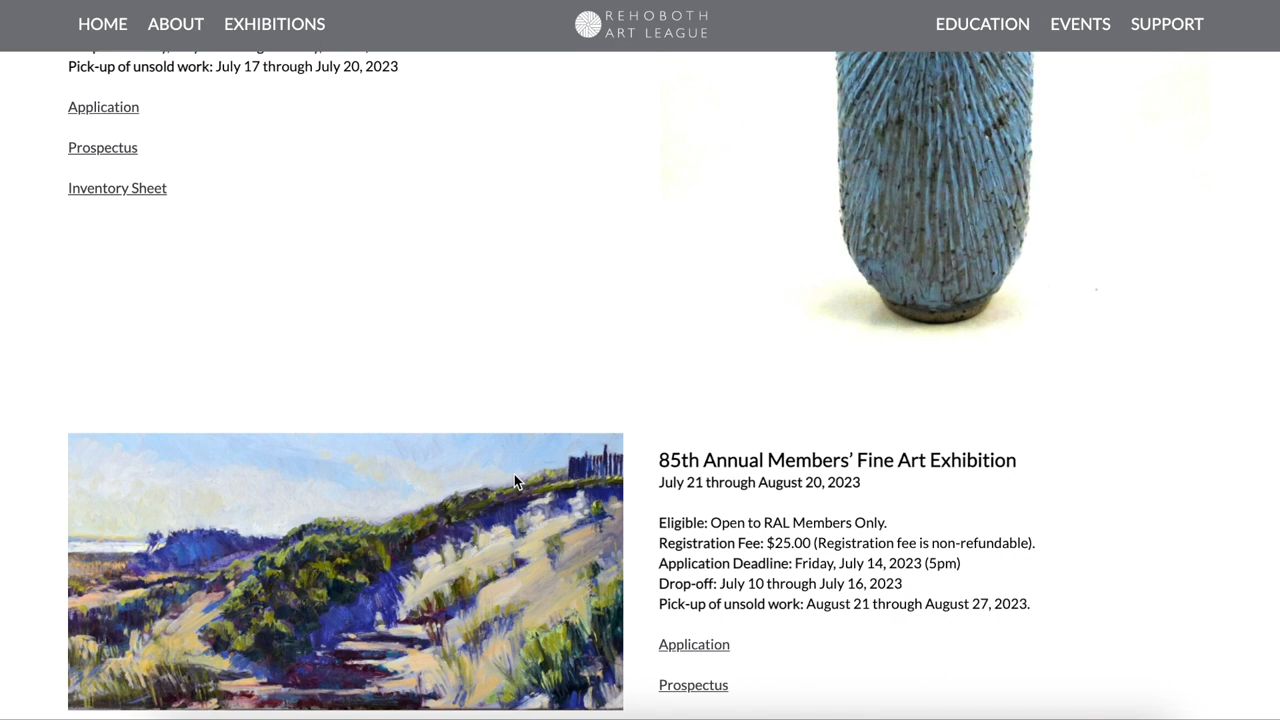 HOME ABOUT EXHIBITIONS
REHOBOTH
ART LEAGUE
EDUCATION EVENTS SUPPORT
Pick-up of unsold work: July 17 through July 20, 2023
Application
Prospectus
Inventory Sheet
85th Annual Members’ Fine Art Exhibition
July 21 through August 20, 2023
Eligible: Open to RAL Members Only.
Registration Fee: $25.00 (Registration fee is non-refundable).
Application Deadline: Friday, July 14, 2023 (5pm)
Drop-off: July 10 through July 16, 2023
Pick-up of unsold work: August 21 through August 27, 2023.
Application
Prospectus